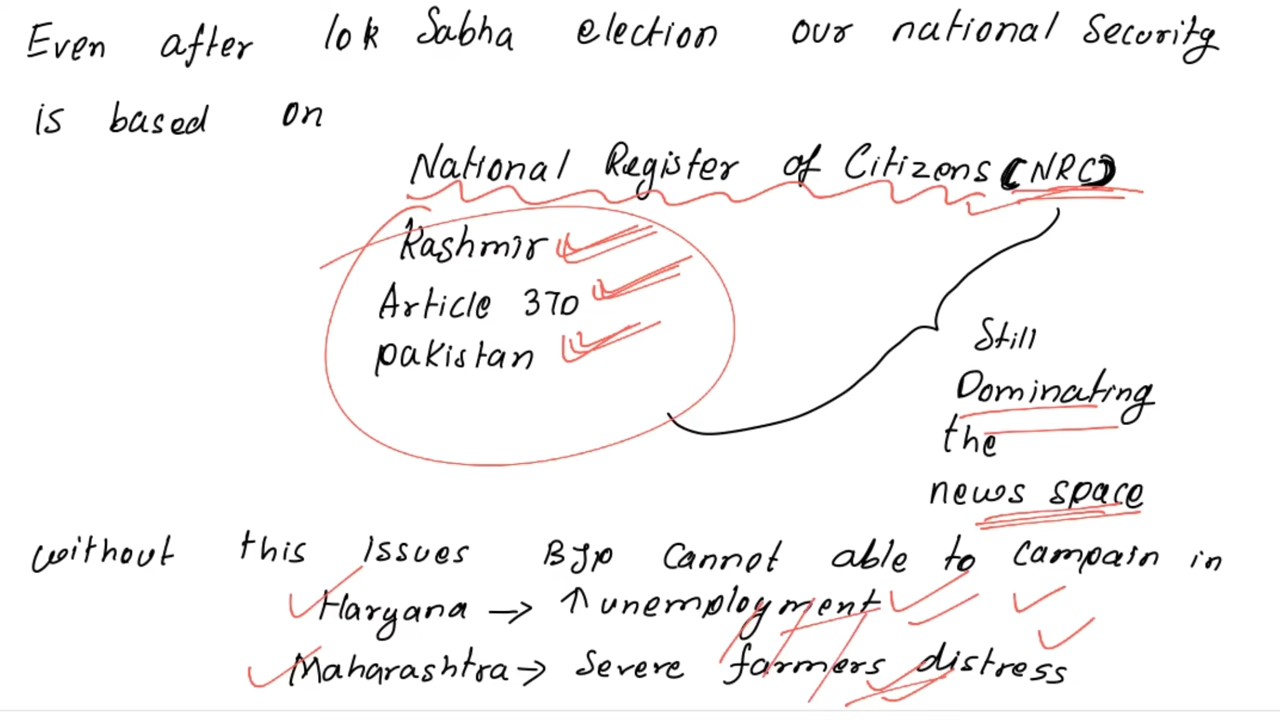 Even after lok Sabha election our national Security
is based on
National Register of Citizens (NRC)
Kashmir
Article 370
pakistan
Still
Dominating
the
news space
without this issues BJP cannot able to campain in
Haryana → ↑ unemployment
Maharashtra → Severe farmers distress